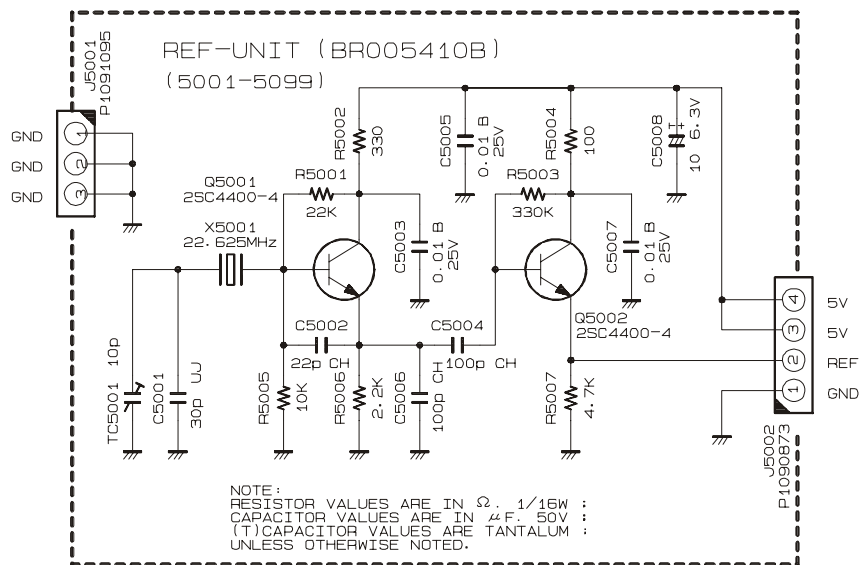 REF-UNIT (BR005410B)
(5001-5099)
J5001
P1091095
GND
1
GND
2
GND
3
R5002
330
C5005
0.01 B
25V
R5004
100
C5008
10 6.3V
Q5001
2SC4400-4
R5001
22K
R5003
330K
X5001
22.625MHz
C5003
0.01 B
25V
C5007
0.01 B
25V
Q5002
2SC4400-4
C5002
22p CH
C5004
100p CH
4
5V
3
5V
2
REF
1
GND
TC5001 10p
C5001
30p UJ
R5005
10K
R5006
2.2K
C5006
100p CH
R5007
4.7K
J5002
P1090873
NOTE:
RESISTOR VALUES ARE IN Ω. 1/16W ;
CAPACITOR VALUES ARE IN μF. 50V ;
(T)CAPACITOR VALUES ARE TANTALUM ;
UNLESS OTHERWISE NOTED.